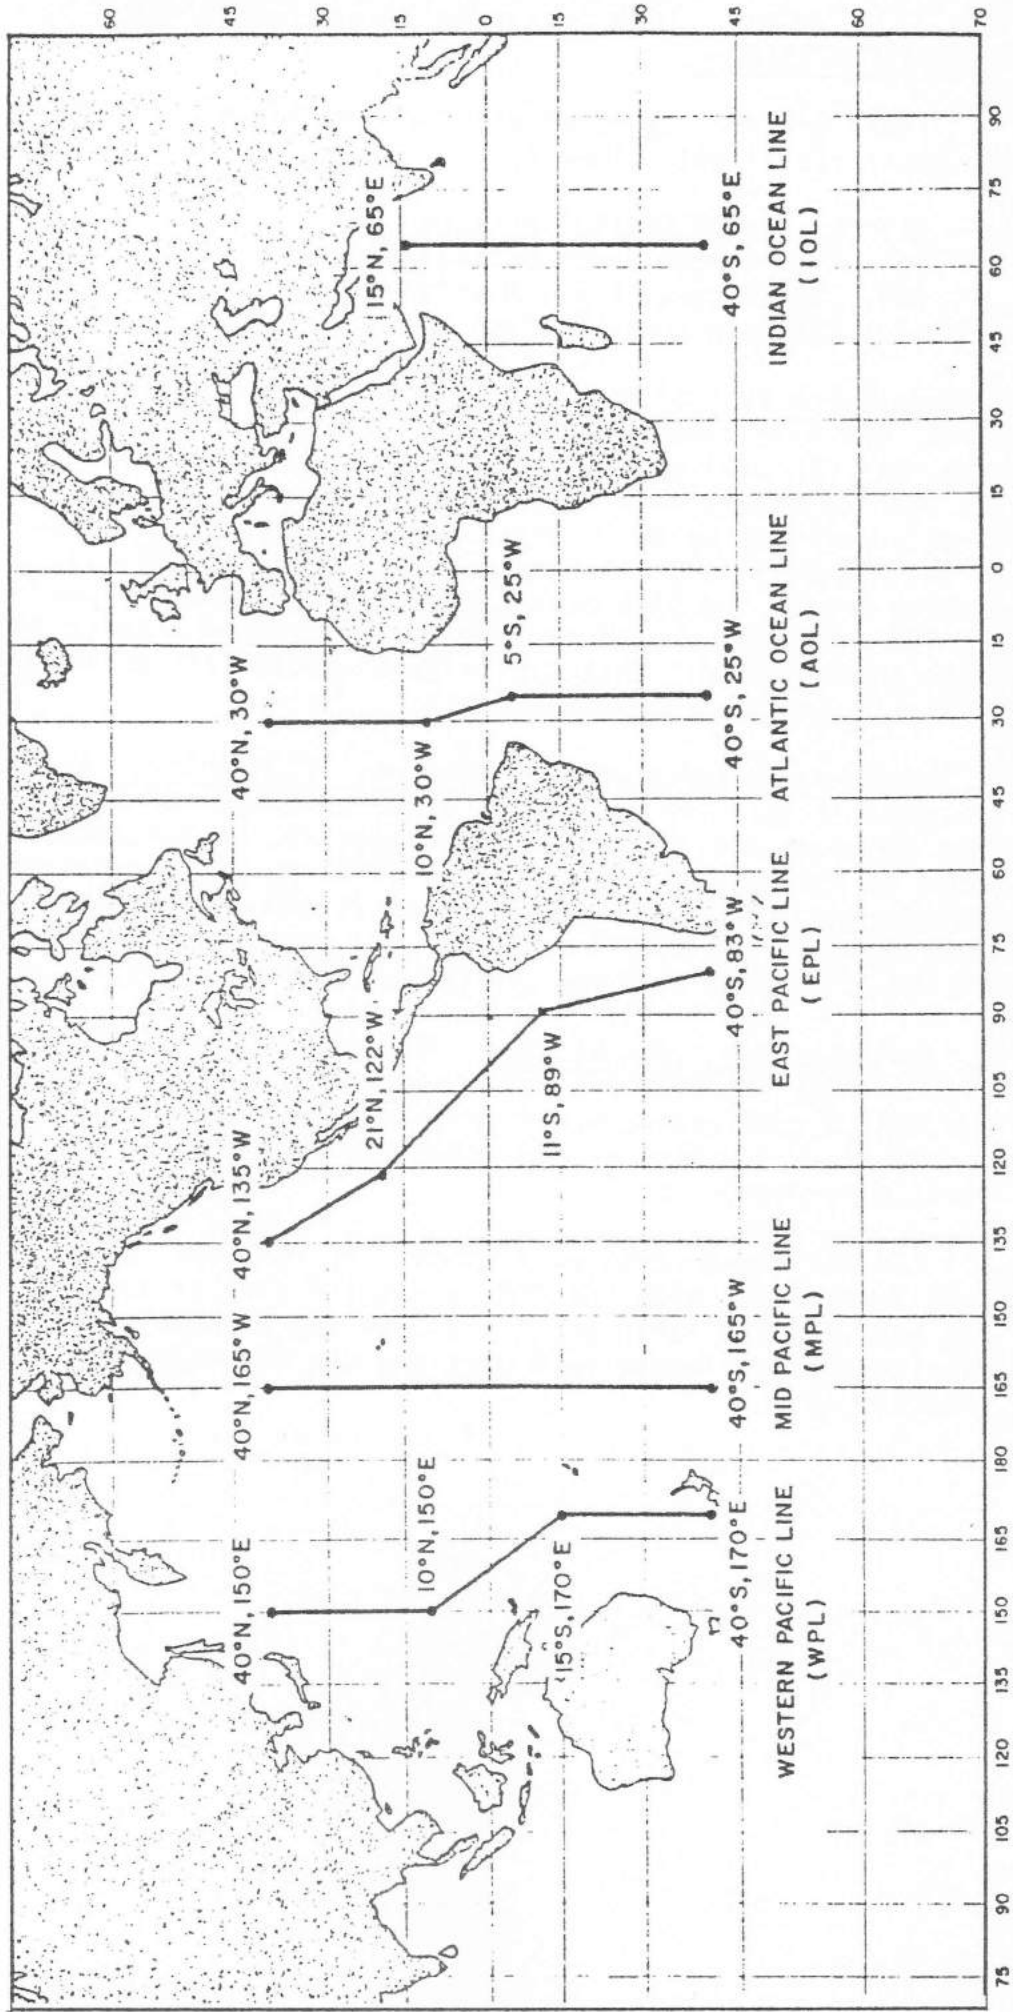 40°N, 150°E
40°N, 165°W
40°N, 135°W
40°N, 30°W
15°N, 65°E
21°N, 122°W
10°N, 150°E
10°N, 30°W
5°S, 25°W
15°S, 170°E
11°S, 89°W
40°S, 170°E
40°S, 165°W
40°S, 83°W
40°S, 25°W
40°S, 65°E
WESTERN PACIFIC LINE
(WPL)
MID PACIFIC LINE
(MPL)
EAST PACIFIC LINE
(EPL)
ATLANTIC OCEAN LINE
(AOL)
INDIAN OCEAN LINE
(IOL)
60
45
30
15
0
15
30
45
60
70
75
90
105
120
135
150
165
180
165
150
135
120
105
90
75
60
45
30
15
0
15
30
45
60
75
90